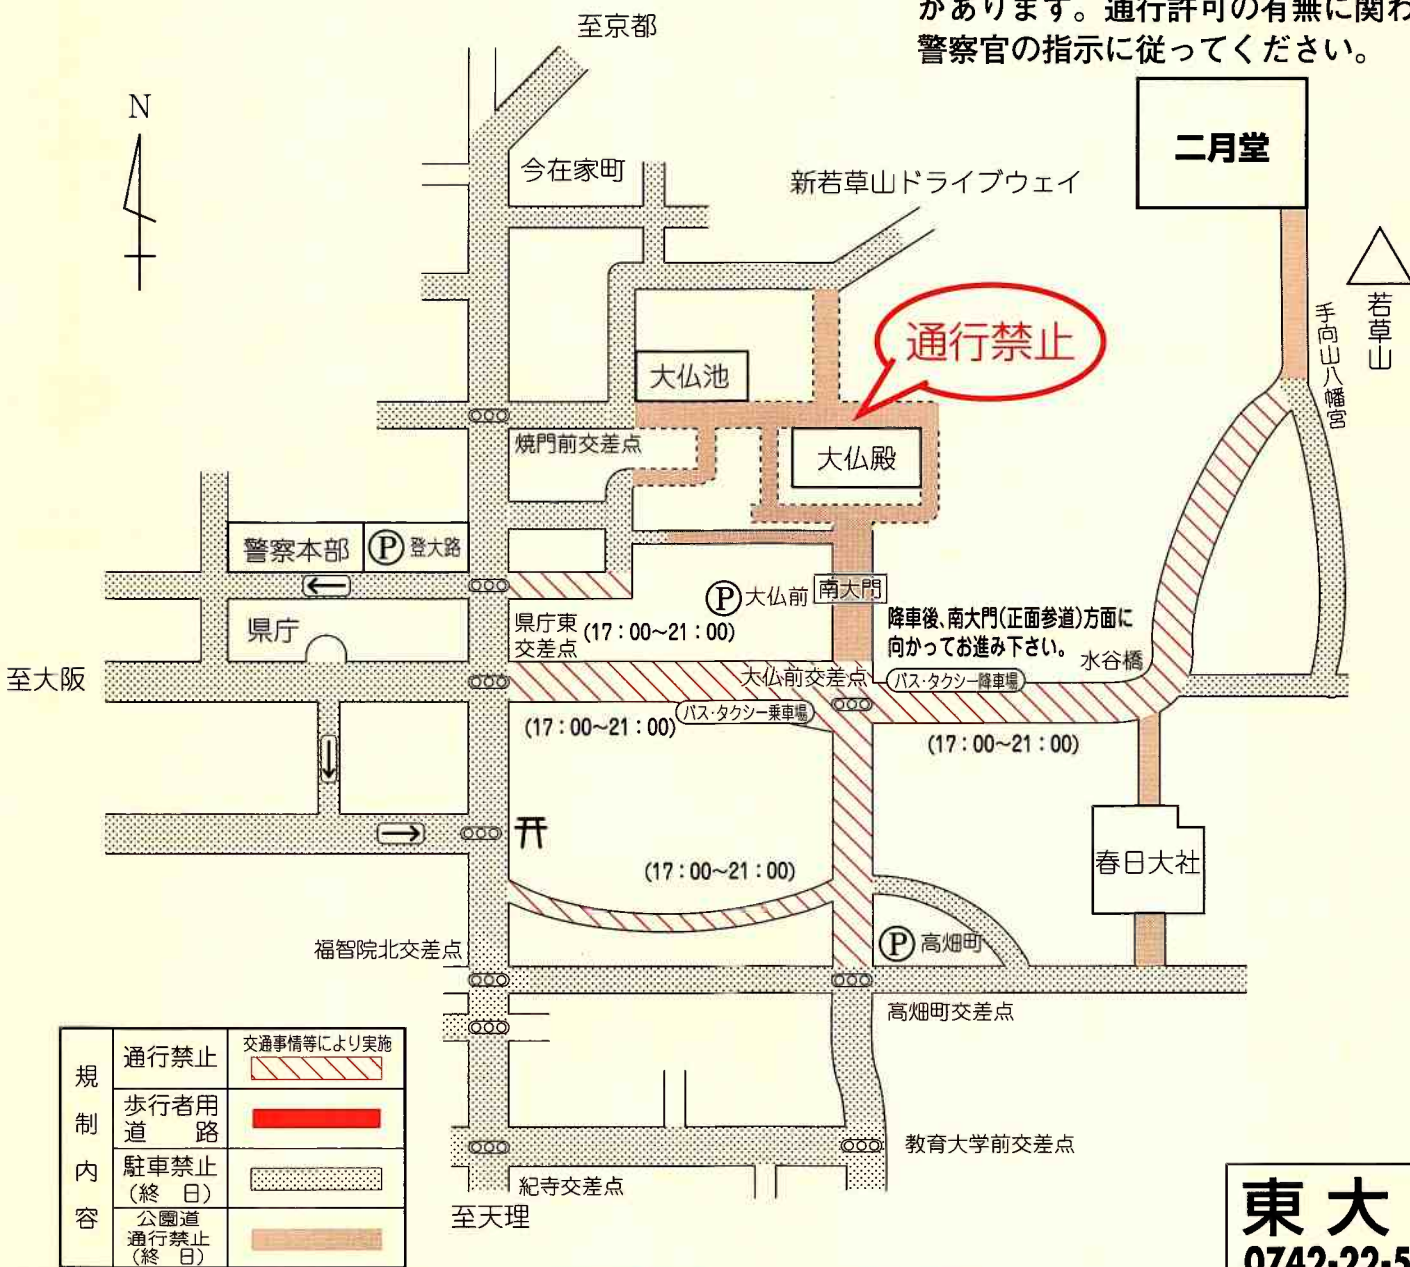 があります。通行許可の有無に関わ
警察官の指示に従ってください。
至京都
N
二月堂
今在家町
新若草山ドライブウェイ
若草山
手向山八幡宮
通行禁止
大仏池
焼門前交差点
大仏殿
警察本部
P 登大路
P 大仏前
南大門
県庁
県庁東
交差点
(17:00~21:00)
降車後、南大門(正面参道)方面に
向かってお進み下さい。
水谷橋
至大阪
大仏前交差点
バス・タクシー降車場
バス・タクシー乗車場
(17:00~21:00)
(17:00~21:00)
春日大社
(17:00~21:00)
福智院北交差点
P 高畑町
高畑町交差点
教育大学前交差点
紀寺交差点
至天理
規制内容
通行禁止
交通事情等により実施
歩行者用
道路
駐車禁止
(終日)
公園道
通行禁止
(終日)
東大
0742-22-5